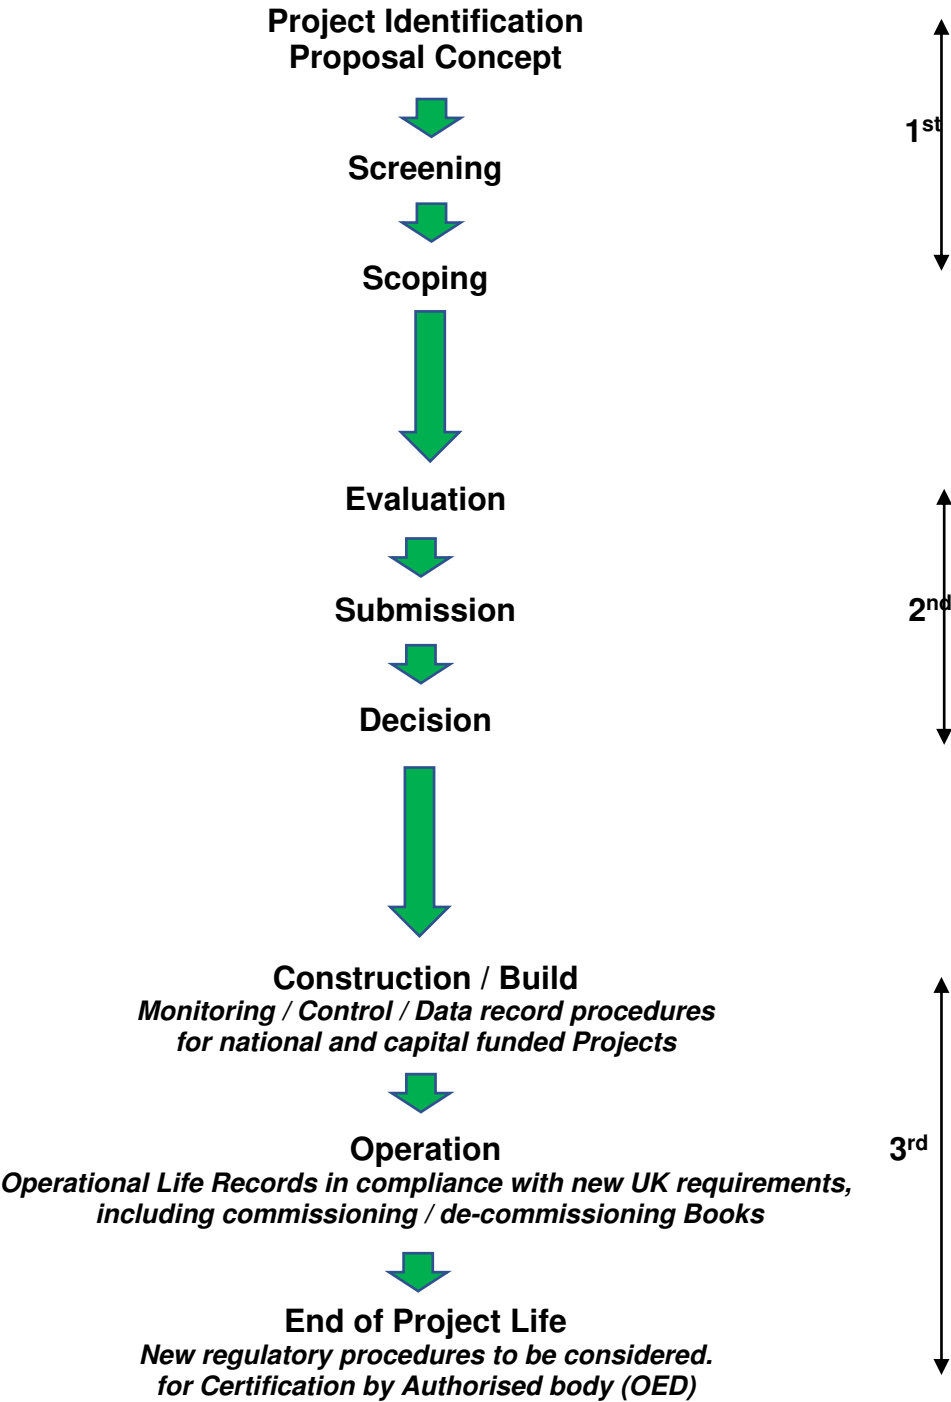 Project Identification
Proposal Concept
1st
Screening
Scoping
Evaluation
Submission
2nd
Decision
Construction / Build
Monitoring / Control / Data record procedures
for national and capital funded Projects
Operation
3rd
Operational Life Records in compliance with new UK requirements,
including commissioning / de-commissioning Books
End of Project Life
New regulatory procedures to be considered.
for Certification by Authorised body (OED)